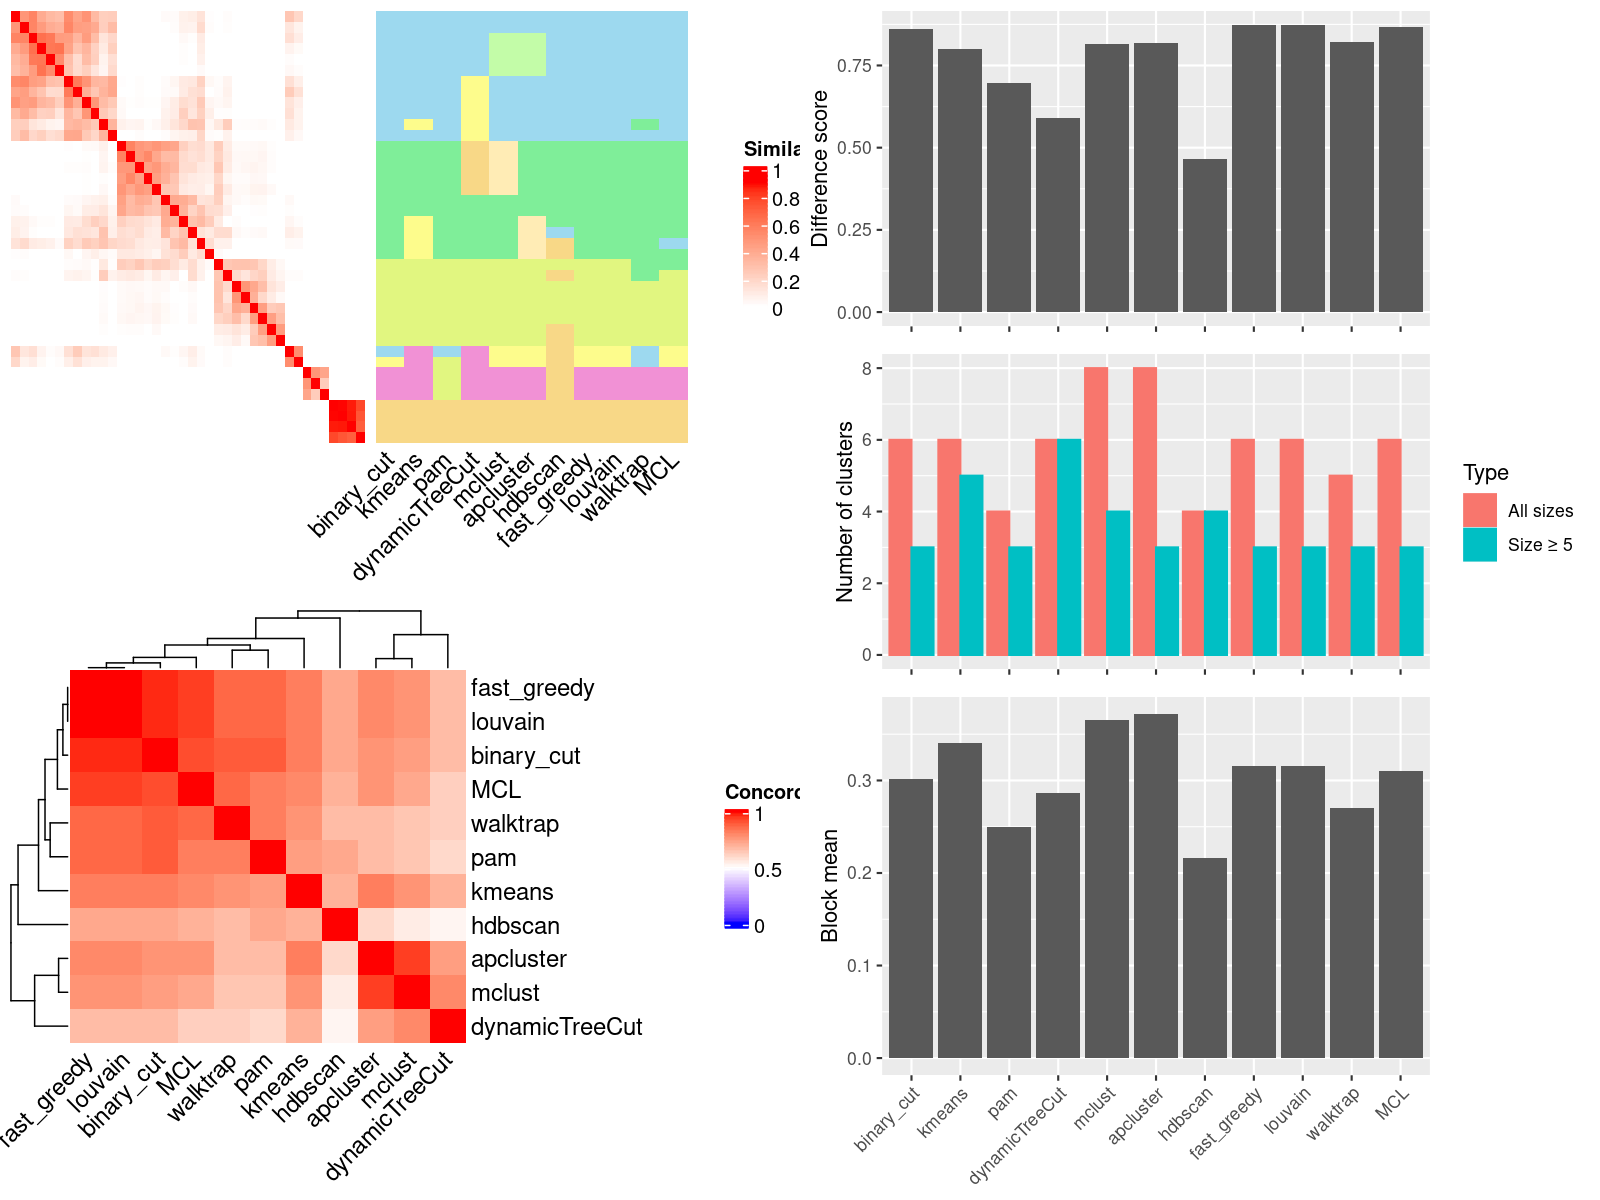 Simila
1
0.8
0.6
0.4
0.2
0
binary_cut
kmeans
pam
dynamicTreeCut
mclust
apcluster
hdbscan
fast_greedy
louvain
walktrap
MCL
fast_greedy
louvain
binary_cut
MCL
walktrap
pam
kmeans
hdbscan
apcluster
mclust
dynamicTreeCut
fast_greedy
louvain
binary_cut
MCL
walktrap
pam
kmeans
hdbscan
apcluster
mclust
dynamicTreeCut
Concord
1
0.5
0
Difference score
0.75
0.50
0.25
0.00
Number of clusters
8
6
4
2
0
Type
All sizes
Size ≥ 5
Block mean
0.3
0.2
0.1
0.0
binary_cut
kmeans
pam
dynamicTreeCut
mclust
apcluster
hdbscan
fast_greedy
louvain
walktrap
MCL